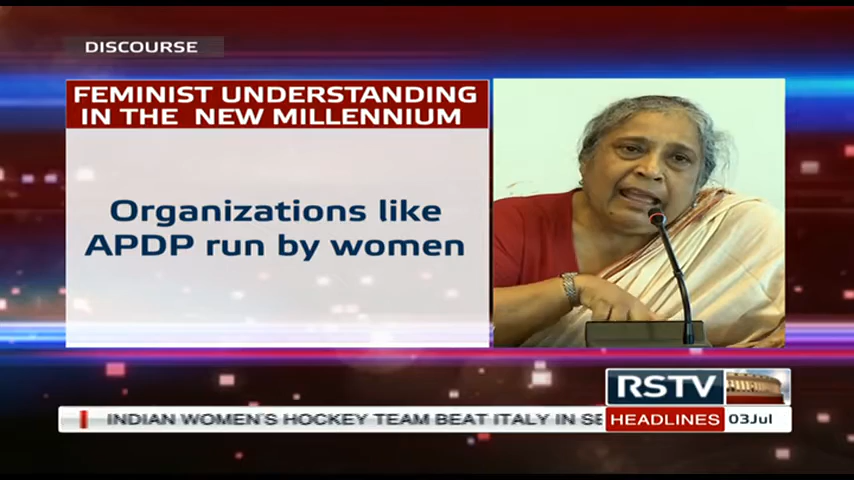 DISCOURSE
FEMINIST UNDERSTANDING
IN THE NEW MILLENNIUM
Organizations like
APDP run by women
RSTV
INDIAN WOMEN'S HOCKEY TEAM BEAT ITALY IN SE
HEADLINES
03Jul